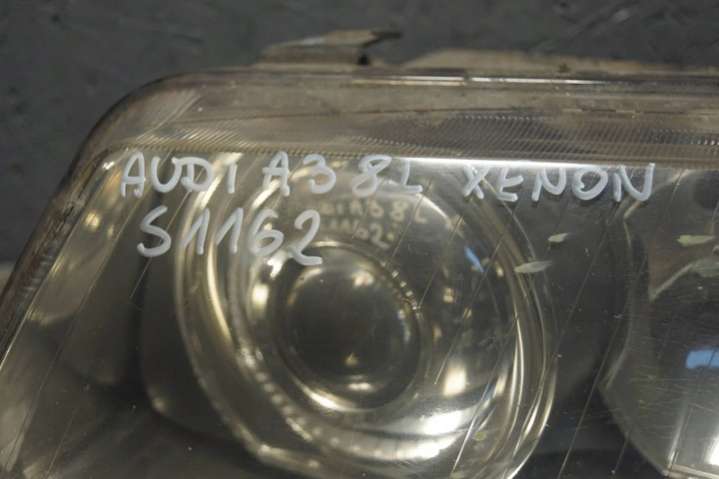 AUDI A3 8L XENON
S1162